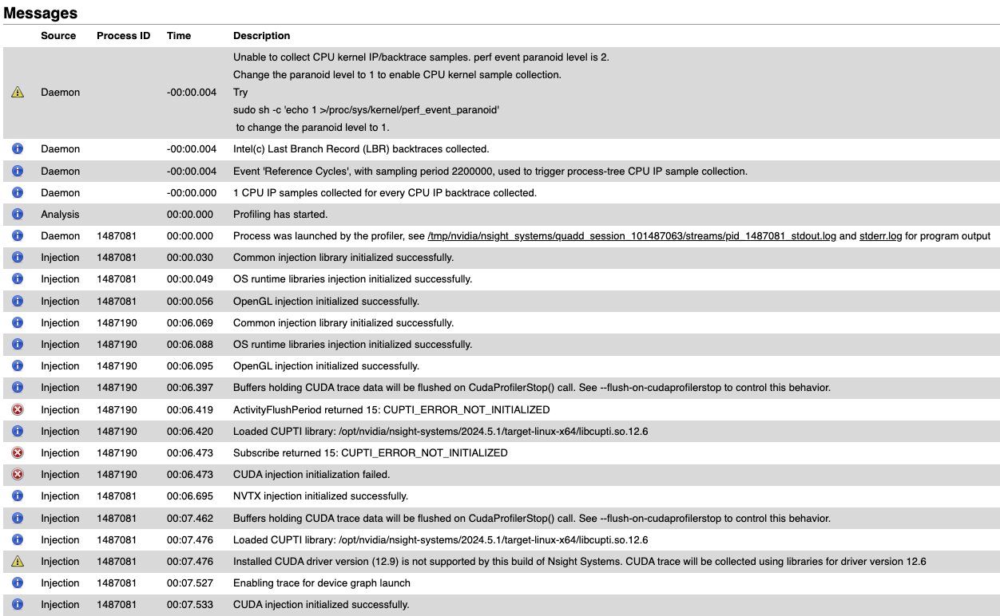 Messages
Source Process ID Time Description
Unable to collect CPU kernel IP/backtrace samples. perf event paranoid level is 2.
Change the paranoid level to 1 to enable CPU kernel sample collection.
Daemon -00:00.004 Try
sudo sh -c 'echo 1 >/proc/sys/kernel/perf_event_paranoid'
to change the paranoid level to 1.
Daemon -00:00.004 Intel(c) Last Branch Record (LBR) backtraces collected.
Daemon -00:00.004 Event 'Reference Cycles', with sampling period 2200000, used to trigger process-tree CPU IP sample collection.
Daemon -00:00.000 1 CPU IP samples collected for every CPU IP backtrace collected.
Analysis 00:00.000 Profiling has started.
Daemon 1487081 00:00.000 Process was launched by the profiler, see /tmp/nvidia/nsight_systems/quadd_session_101487063/streams/pid_1487081_stdout.log and stderr.log for program output
Injection 1487081 00:00.030 Common injection library initialized successfully.
Injection 1487081 00:00.049 OS runtime libraries injection initialized successfully.
Injection 1487081 00:00.056 OpenGL injection initialized successfully.
Injection 1487190 00:06.069 Common injection library initialized successfully.
Injection 1487190 00:06.088 OS runtime libraries injection initialized successfully.
Injection 1487190 00:06.095 OpenGL injection initialized successfully.
Injection 1487190 00:06.397 Buffers holding CUDA trace data will be flushed on CudaProfilerStop() call. See --flush-on-cudaprofilerstop to control this behavior.
Injection 1487190 00:06.419 ActivityFlushPeriod returned 15: CUPTI_ERROR_NOT_INITIALIZED
Injection 1487190 00:06.420 Loaded CUPTI library: /opt/nvidia/nsight-systems/2024.5.1/target-linux-x64/libcupti.so.12.6
Injection 1487190 00:06.473 Subscribe returned 15: CUPTI_ERROR_NOT_INITIALIZED
Injection 1487190 00:06.473 CUDA injection initialization failed.
Injection 1487081 00:06.695 NVTX injection initialized successfully.
Injection 1487081 00:07.462 Buffers holding CUDA trace data will be flushed on CudaProfilerStop() call. See --flush-on-cudaprofilerstop to control this behavior.
Injection 1487081 00:07.476 Loaded CUPTI library: /opt/nvidia/nsight-systems/2024.5.1/target-linux-x64/libcupti.so.12.6
Injection 1487081 00:07.476 Installed CUDA driver version (12.9) is not supported by this build of Nsight Systems. CUDA trace will be collected using libraries for driver version 12.6
Injection 1487081 00:07.527 Enabling trace for device graph launch
Injection 1487081 00:07.533 CUDA injection initialized successfully.